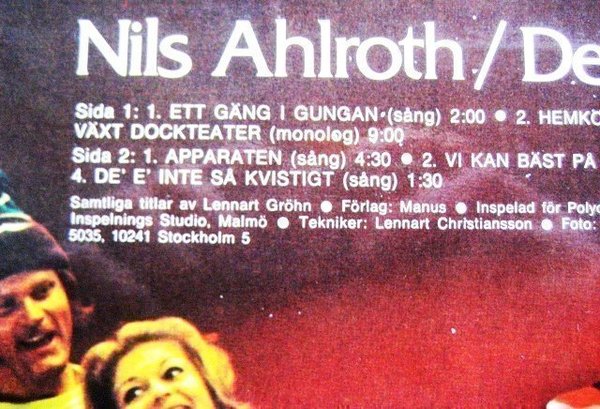 Nils Ahlroth/De
Sida 1: 1. ETT GÄNG I GUNGAN (sång) 2:00 ● 2. HEMKÖ
VÄXT DOCKTEATER (monolog) 9:00
Sida 2: 1. APPARATEN (sång) 4:30 ● 2. VI KAN BÄST PÅ
4. DE' E' INTE SÅ KVISTIGT (sång) 1:30
Samtliga titlar av Lennart Gröhn ● Förlag: Manus ● Inspelad för Polyd
Inspelnings Studio, Malmö ● Tekniker: Lennart Christiansson ● Foto:
5035, 10241 Stockholm 5